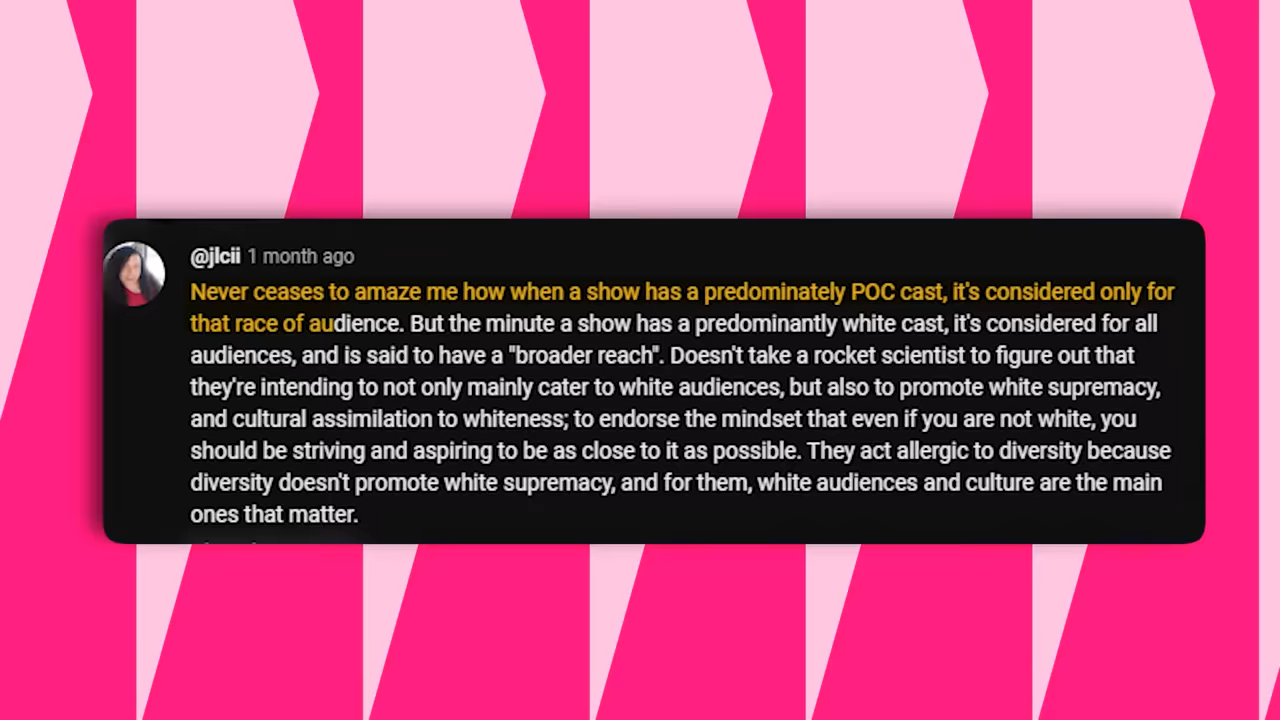 @jlcii 1 month ago
Never ceases to amaze me how when a show has a predominately POC cast, it's considered only for
that race of audience. But the minute a show has a predominantly white cast, it's considered for all
audiences, and is said to have a "broader reach". Doesn't take a rocket scientist to figure out that
they're intending to not only mainly cater to white audiences, but also to promote white supremacy,
and cultural assimilation to whiteness; to endorse the mindset that even if you are not white, you
should be striving and aspiring to be as close to it as possible. They act allergic to diversity because
diversity doesn't promote white supremacy, and for them, white audiences and culture are the main
ones that matter.